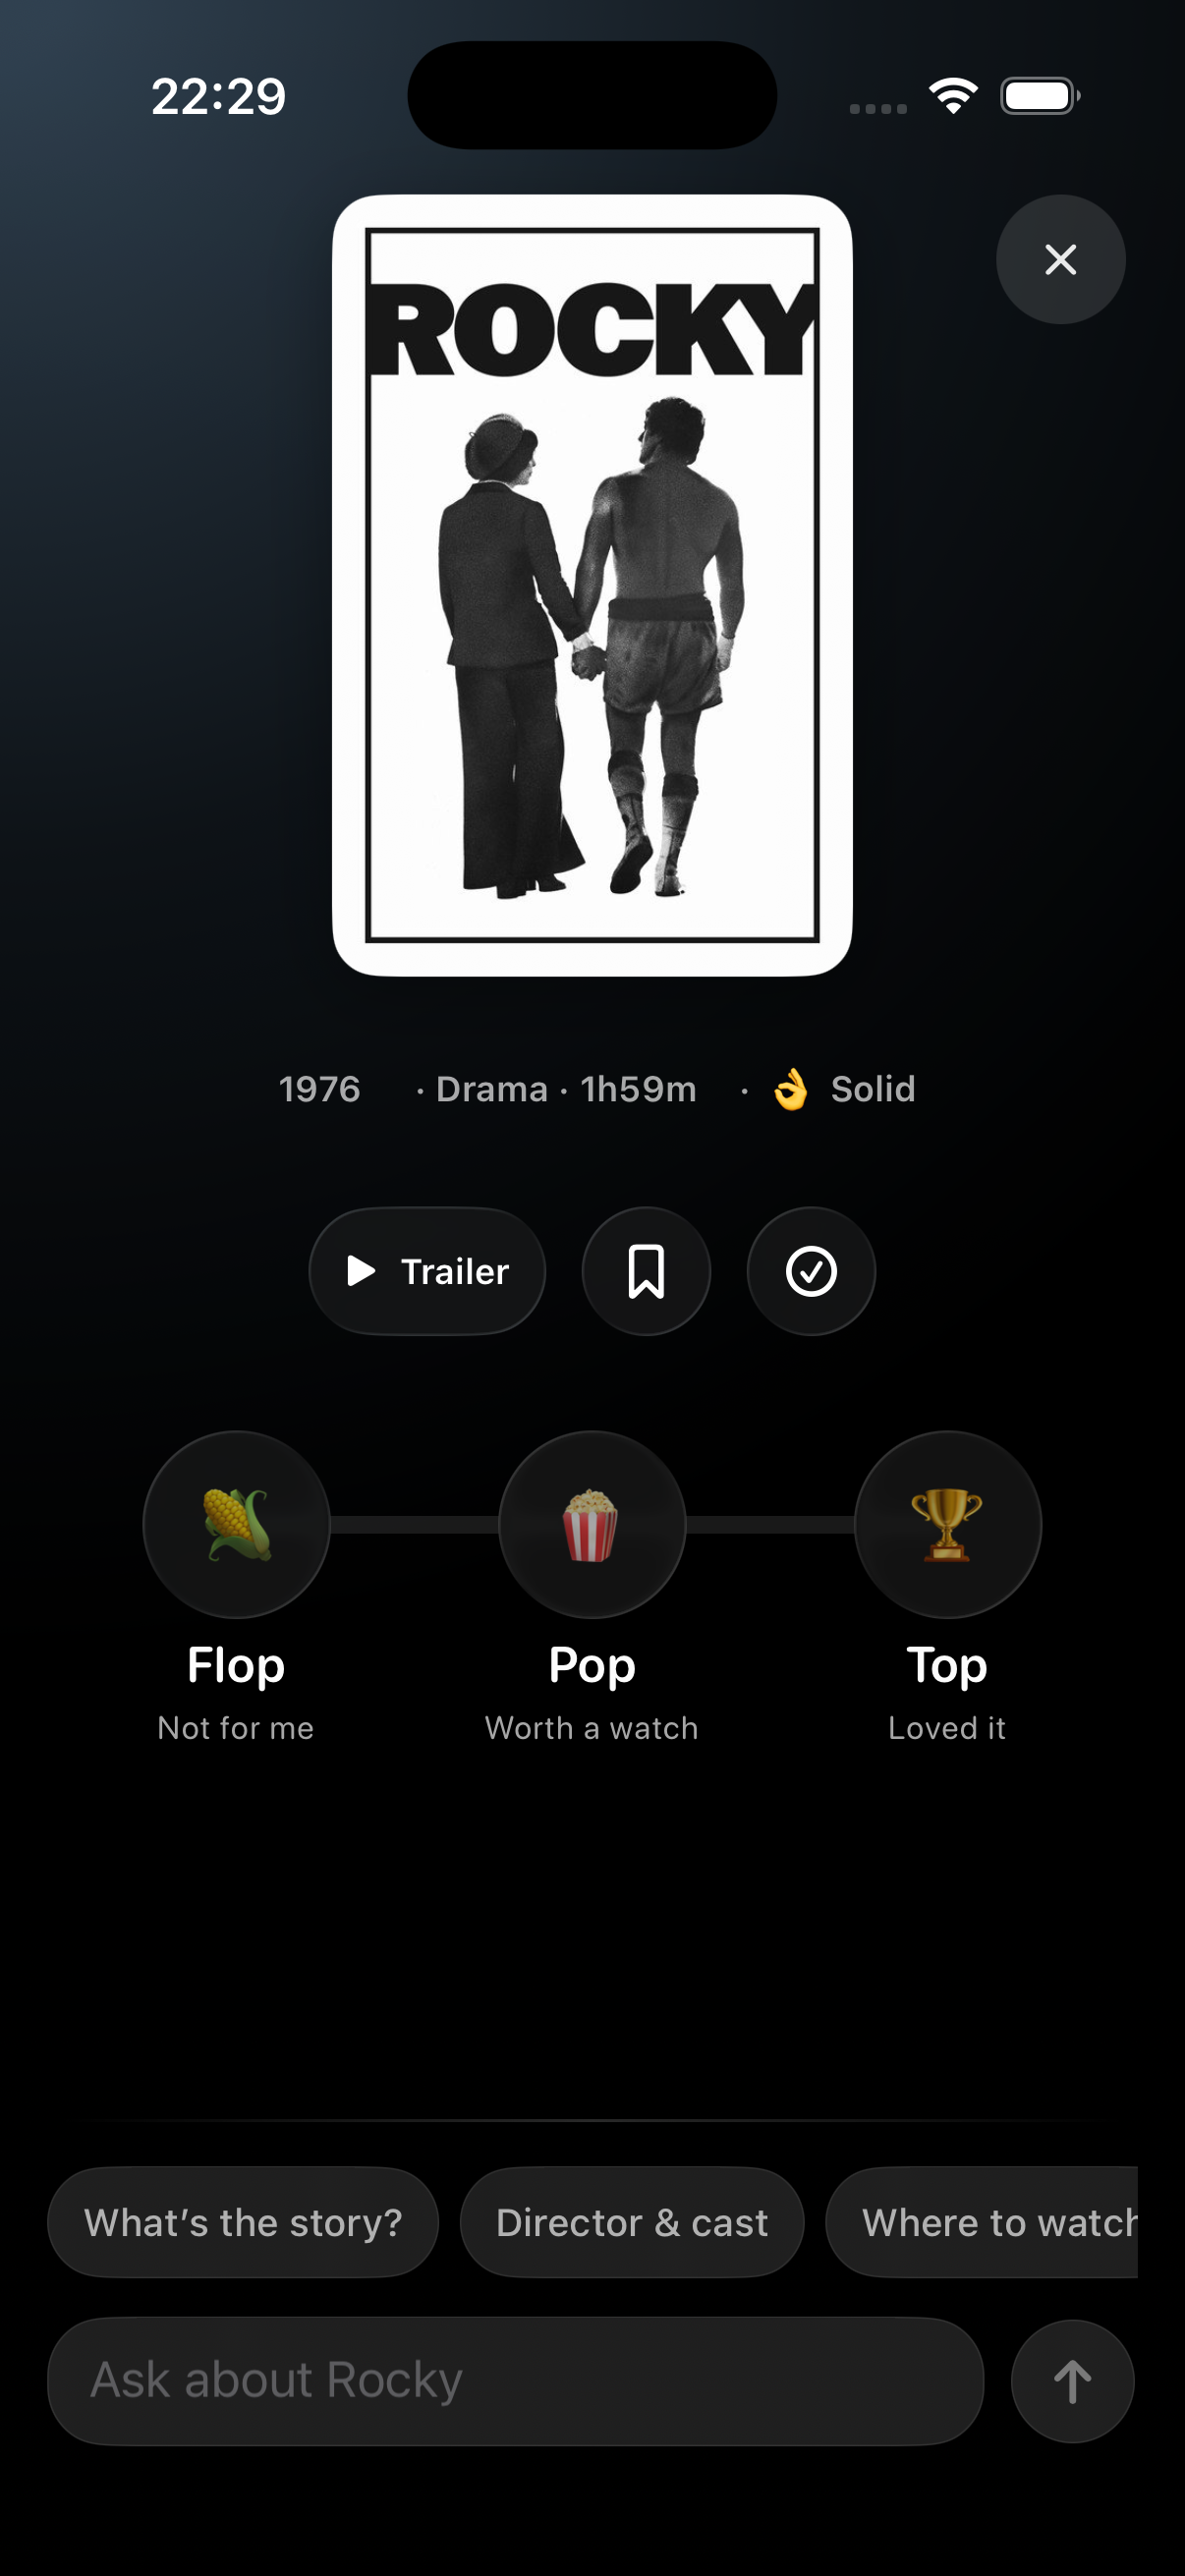 22:29
ROCKY
1976 · Drama · 1h59m · 👌 Solid
Trailer
Flop Pop Top
Not for me Worth a watch Loved it
What’s the story? Director & cast Where to watch
Ask about Rocky